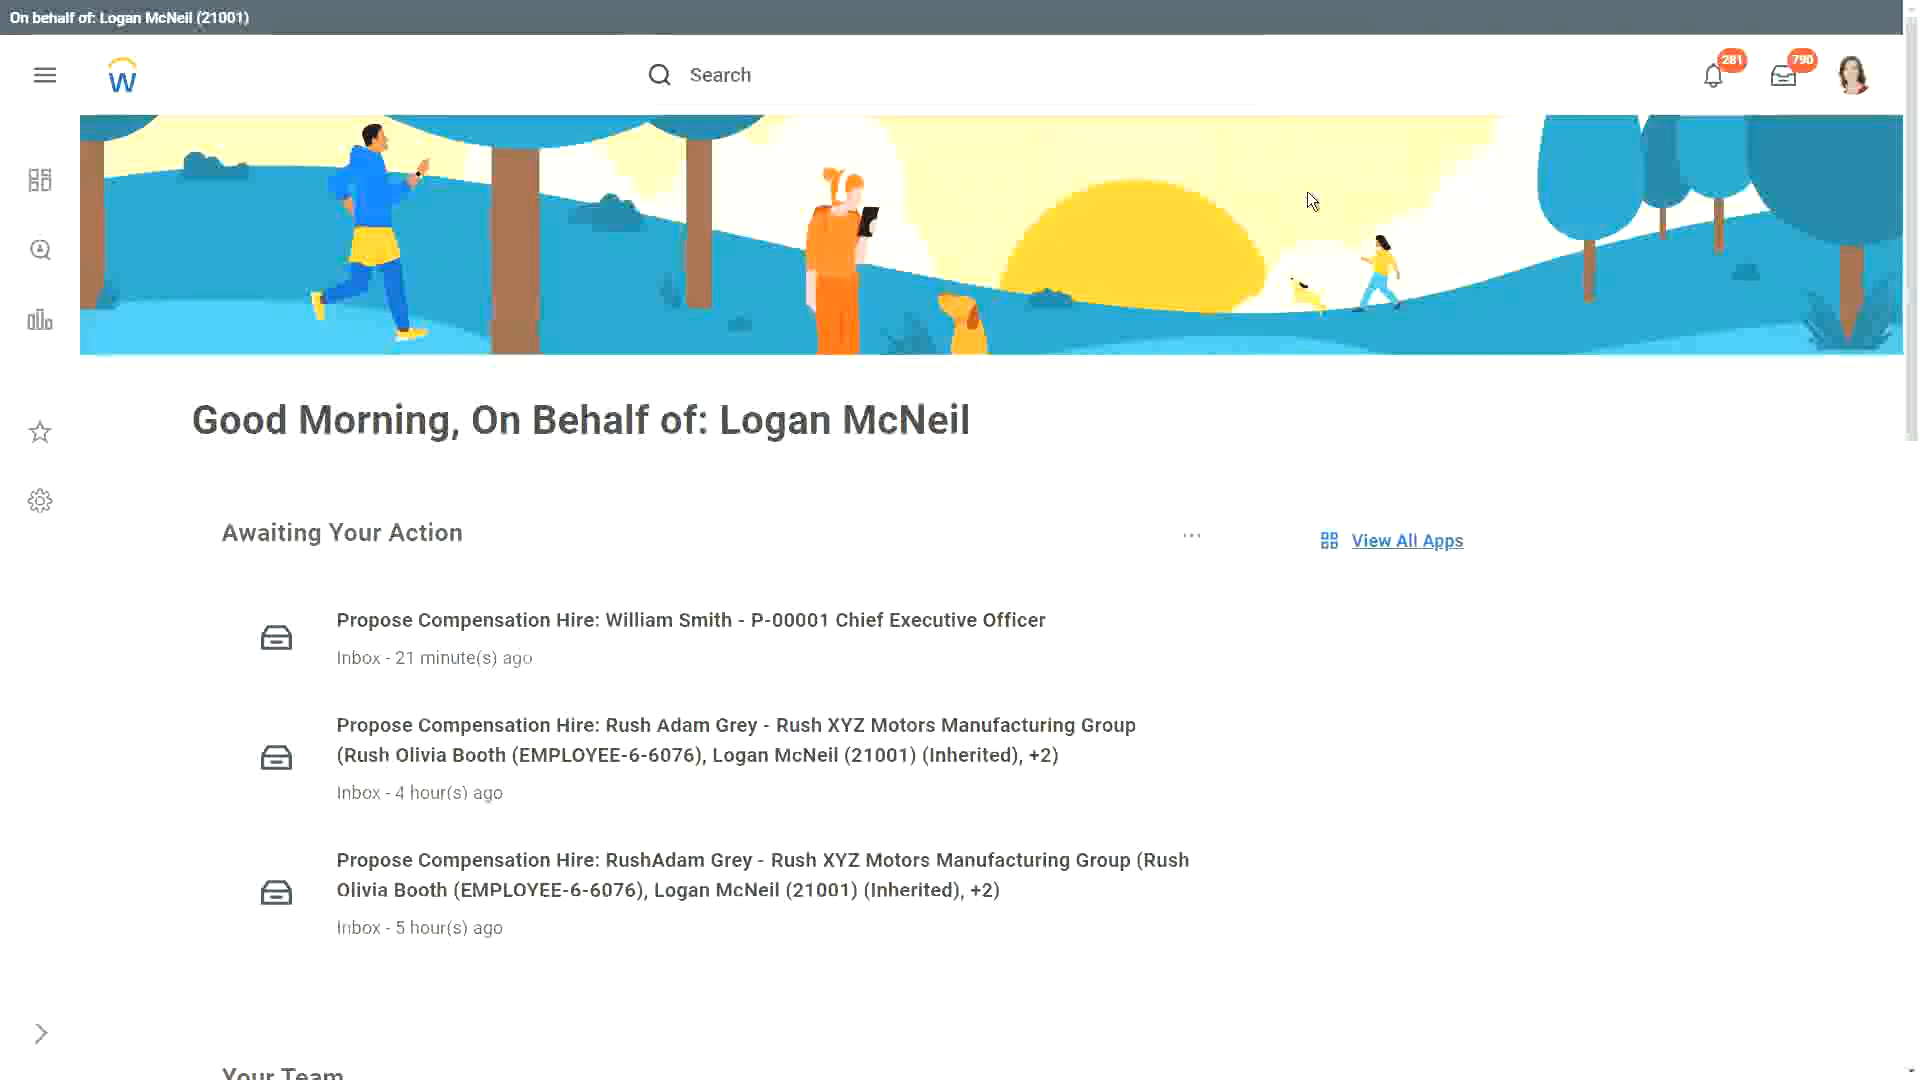 On behalf of: Logan McNeil (21001)
W
Search
281
790
Good Morning, On Behalf of: Logan McNeil
Awaiting Your Action
View All Apps
Propose Compensation Hire: William Smith - P-00001 Chief Executive Officer
Inbox - 21 minute(s) ago
Propose Compensation Hire: Rush Adam Grey - Rush XYZ Motors Manufacturing Group
(Rush Olivia Booth (EMPLOYEE-6-6076), Logan McNeil (21001) (Inherited), +2)
Inbox - 4 hour(s) ago
Propose Compensation Hire: RushAdam Grey - Rush XYZ Motors Manufacturing Group (Rush
Olivia Booth (EMPLOYEE-6-6076), Logan McNeil (21001) (Inherited), +2)
Inbox - 5 hour(s) ago
Your Team